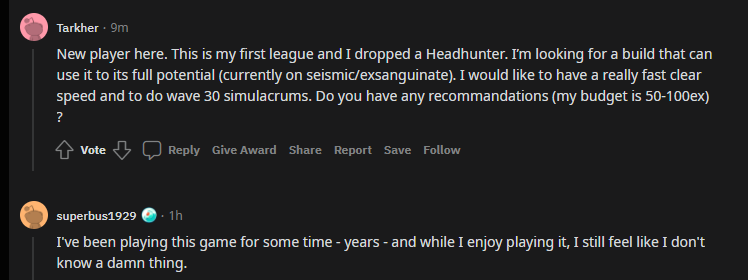 Tarkher · 9m
New player here. This is my first league and I dropped a Headhunter. I'm looking for a build that can
use it to its full potential (currently on seismic/exsanguinate). I would like to have a really fast clear
speed and to do wave 30 simulacrums. Do you have any recommandations (my budget is 50-100ex)
?
Vote Reply Give Award Share Report Save Follow
superbus1929 · 1h
I've been playing this game for some time - years - and while I enjoy playing it, I still feel like I don't
know a damn thing.